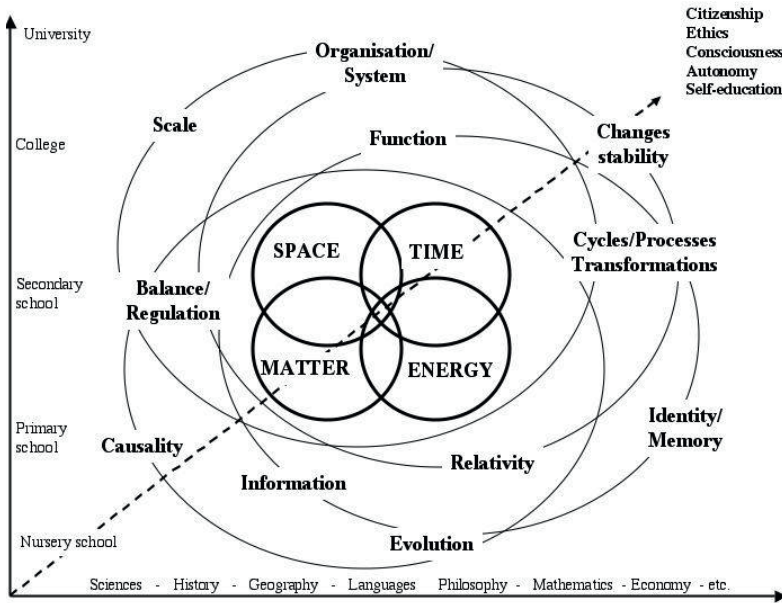 Citizenship
Ethics
Consciousness
Autonomy
Self-education
University
Organisation/
System
Scale
College
Function
Changes
stability
SPACE
TIME
Cycles/Processes
Transformations
Secondary
school
Balance/
Regulation
MATTER
ENERGY
Primary
school
Causality
Identity/
Memory
Relativity
Information
Nursery school
Evolution
Sciences - History - Geography - Languages Philosophy - Mathematics - Economy - etc.